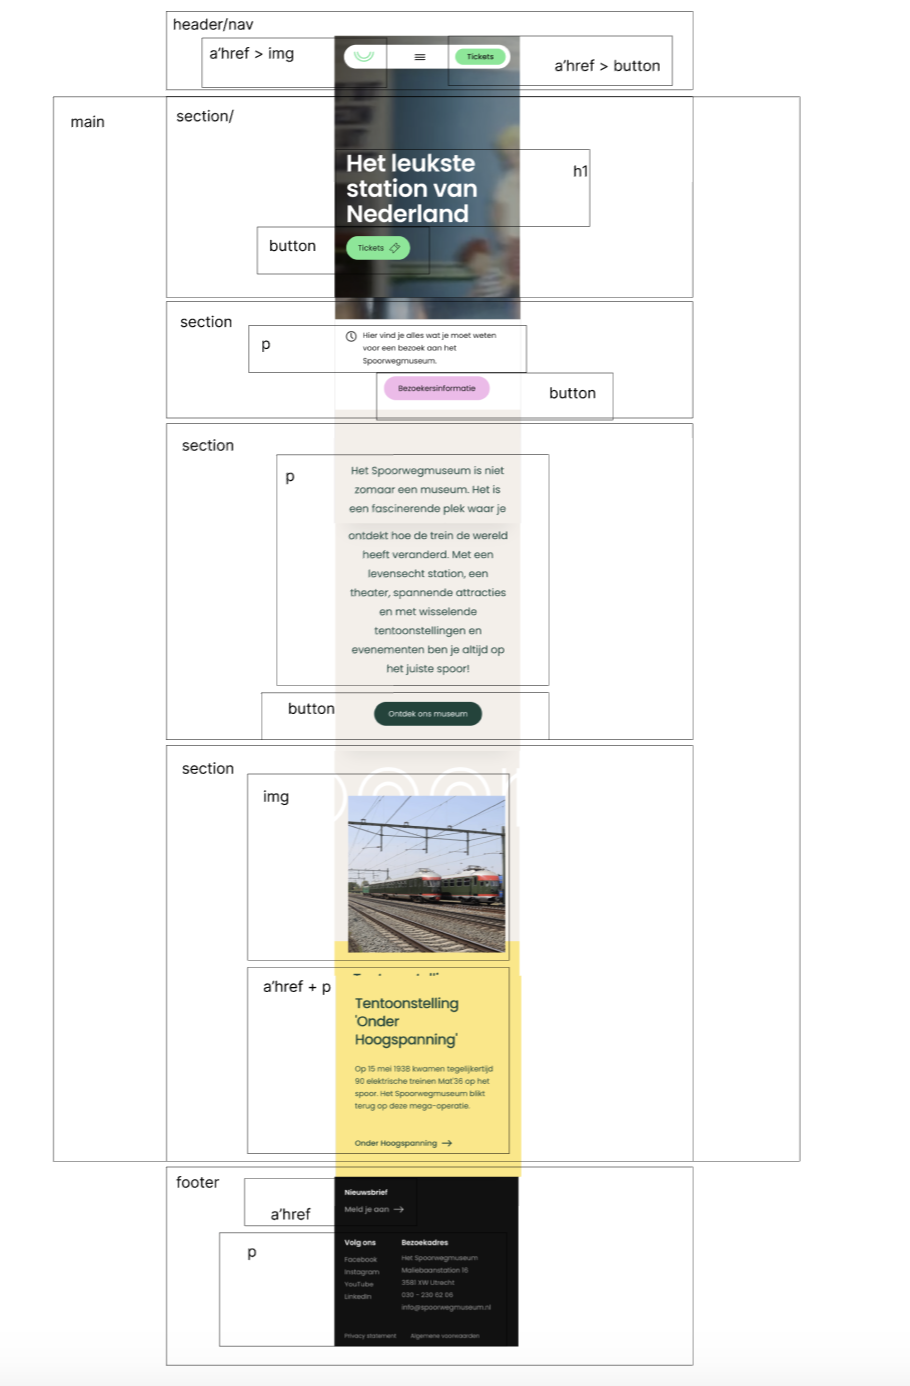 header/nav
a'href > img
Tickets
a'href > button
main
section/
Het leukste
station van
Nederland
h1
button
Tickets
section
p
Hier vind je alles wat je moet weten
voor een bezoek aan het
Spoorwegmuseum.
Bezoekersinformatie
button
section
p
Het Spoorwegmuseum is niet
zomaar een museum. Het is
een fascinerende plek waar je
ontdekt hoe de trein de wereld
heeft veranderd. Met een
levensecht station, een
theater, spannende attracties
en met wisselende
tentoonstellingen en
evenementen ben je altijd op
het juiste spoor!
button
Ontdek ons museum
section
img
a'href + p
Tentoonstelling
'Onder
Hoogspanning'
Op 15 mei 1938 kwamen tegelijkertijd
90 elektrische treinen Mat'36 op het
spoor. Het Spoorwegmuseum blikt
terug op deze mega-operatie.
Onder Hoogspanning →
footer
a'href
Nieuwsbrief
Meld je aan →
p
Volg ons
Facebook
Instagram
YouTube
LinkedIn
Bezoekadres
Het Spoorwegmuseum
Maliebaanstation 16
3581 XW Utrecht
030 - 230 62 06
info@spoorwegmuseum.nl
Privacy statement
Algemene voorwaarden